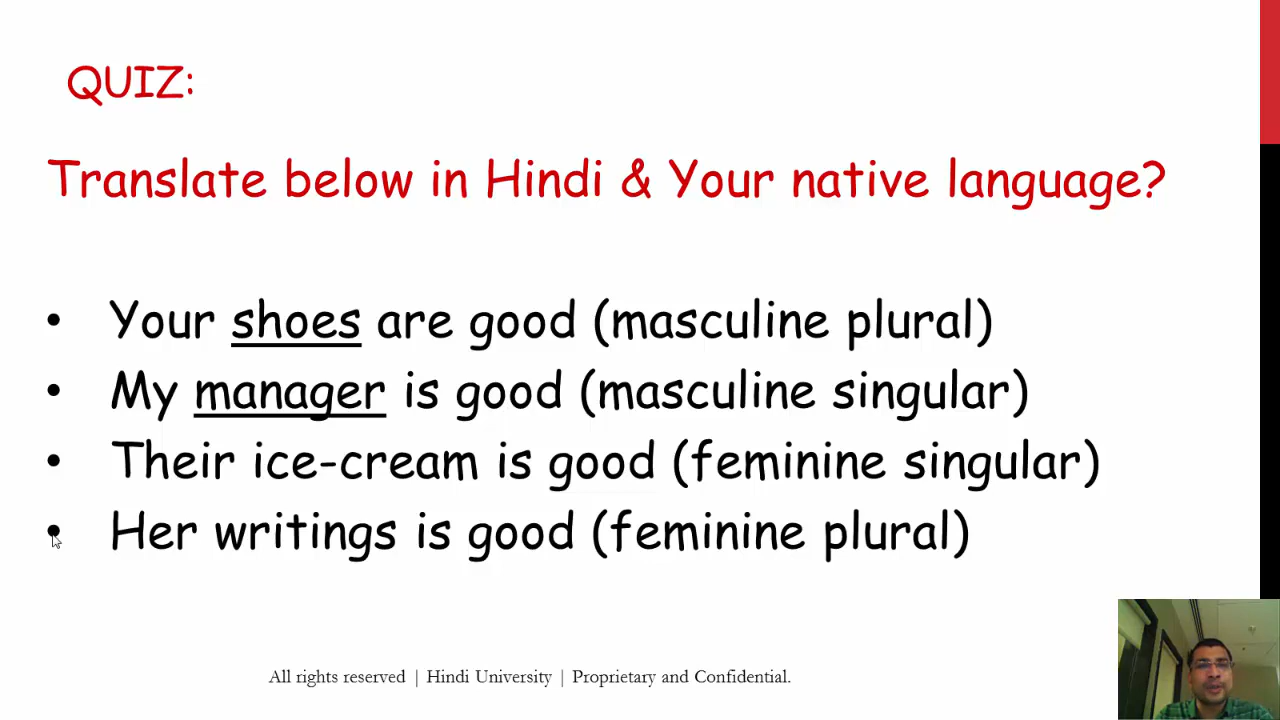 QUIZ:
Translate below in Hindi & Your native language?
• Your shoes are good (masculine plural)
• My manager is good (masculine singular)
• Their ice-cream is good (feminine singular)
• Her writings is good (feminine plural)
All rights reserved | Hindi University | Proprietary and Confidential.